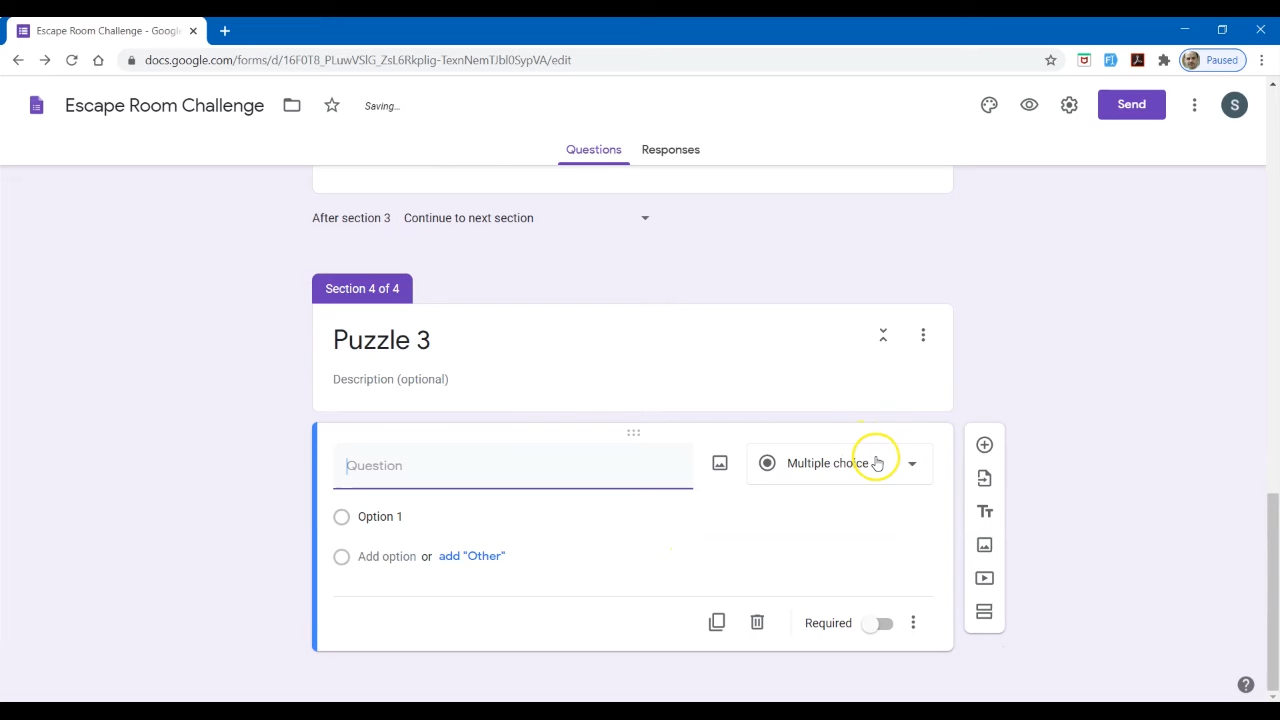 Escape Room Challenge - Google
docs.google.com/forms/d/16F0T8_PLuwVSlG_ZsL6Rkplig-TexnNemTJbl0SypVA/edit
Paused
Escape Room Challenge
Saving...
Send
S
Questions
Responses
After section 3
Continue to next section
Section 4 of 4
Puzzle 3
Description (optional)
Question
Multiple choice
Option 1
Add option or add "Other"
Required